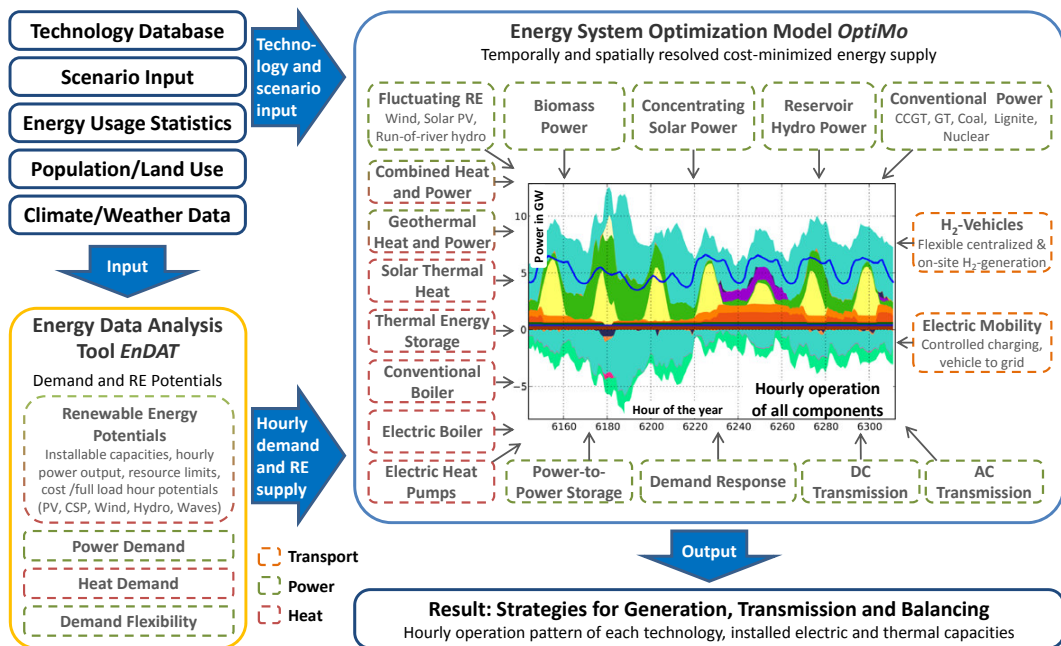 Technology Database
Scenario Input
Energy Usage Statistics
Population/Land Use
Climate/Weather Data
Techno-
logy and
scenario
input
Input
Energy Data Analysis
Tool EnDAT
Demand and RE Potentials
Renewable Energy
Potentials
Installable capacities, hourly
power output, resource limits,
cost /full load hour potentials
(PV, CSP, Wind, Hydro, Waves)
Power Demand
Heat Demand
Demand Flexibility
Hourly
demand
and RE
supply
Transport
Power
Heat
Energy System Optimization Model OptiMo
Temporally and spatially resolved cost-minimized energy supply
Fluctuating RE
Wind, Solar PV,
Run-of-river hydro
Biomass
Power
Concentrating
Solar Power
Reservoir
Hydro Power
Conventional Power
CCGT, GT, Coal, Lignite,
Nuclear
Combined Heat
and Power
Geothermal
Heat and Power
Solar Thermal
Heat
Thermal Energy
Storage
Conventional
Boiler
Electric Boiler
Electric Heat
Pumps
Power in GW
10
5
0
−5
Hour of the year
Hourly operation
of all components
6160
6180
6200
6220
6240
6260
6280
6300
H2-Vehicles
Flexible centralized &
on-site H2-generation
Electric Mobility
Controlled charging,
vehicle to grid
Power-to-
Power Storage
Demand Response
DC
Transmission
AC
Transmission
Output
Result: Strategies for Generation, Transmission and Balancing
Hourly operation pattern of each technology, installed electric and thermal capacities